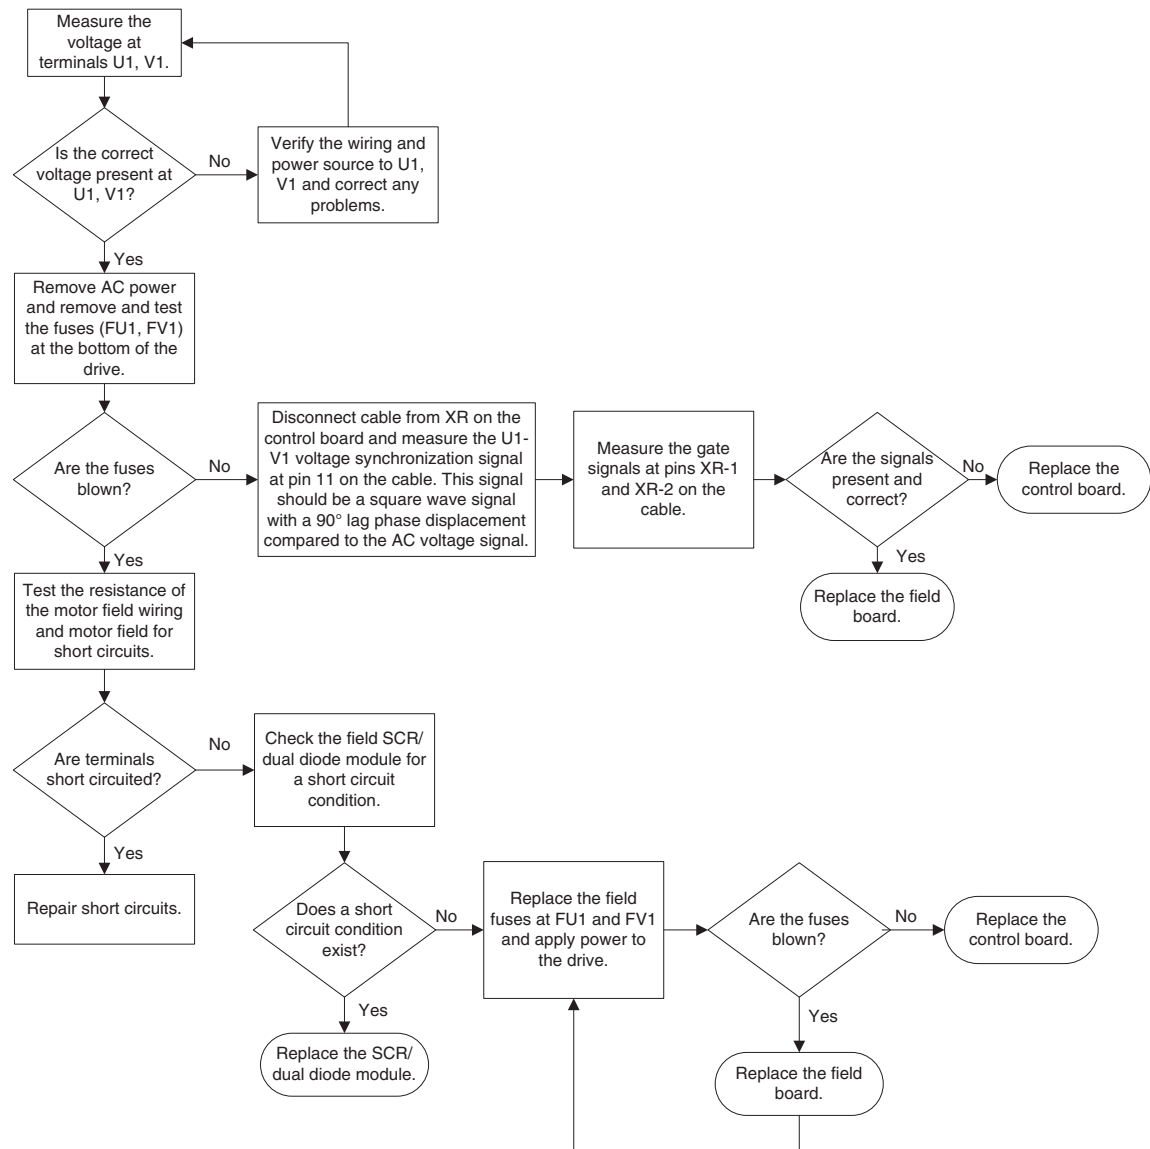 Measure the
voltage at
terminals U1, V1.
Is the correct
voltage present at
U1, V1?
No
Verify the wiring and
power source to U1,
V1 and correct any
problems.
Yes
Remove AC power
and remove and test
the fuses (FU1, FV1)
at the bottom of the
drive.
Are the fuses
blown?
No
Disconnect cable from XR on the
control board and measure the U1-
V1 voltage synchronization signal
at pin 11 on the cable. This signal
should be a square wave signal
with a 90° lag phase displacement
compared to the AC voltage signal.
Measure the gate
signals at pins XR-1
and XR-2 on the
cable.
Are the signals
present and
correct?
No
Replace the
control board.
Yes
Replace the field
board.
Yes
Test the resistance of
the motor field wiring
and motor field for
short circuits.
Are terminals
short circuited?
No
Check the field SCR/
dual diode module for
a short circuit
condition.
Yes
Repair short circuits.
Does a short
circuit condition
exist?
No
Replace the field
fuses at FU1 and FV1
and apply power to
the drive.
Are the fuses
blown?
No
Replace the
control board.
Yes
Replace the SCR/
dual diode module.
Yes
Replace the field
board.